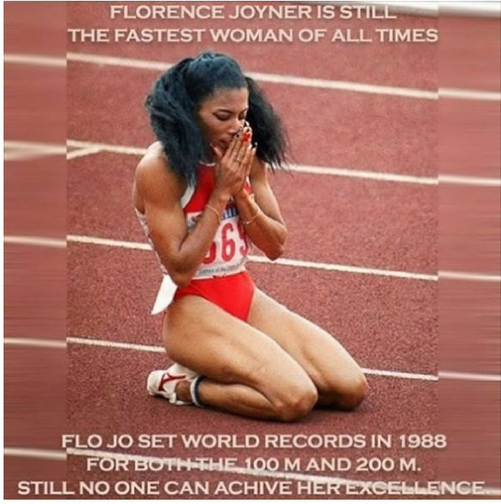 FLORENCE JOYNER IS STILL
THE FASTEST WOMAN OF ALL TIMES
569
FLO JO SET WORLD RECORDS IN 1988
FOR BOTH THE 100 M AND 200 M.
STILL NO ONE CAN ACHIVE HER EXCELLENCE